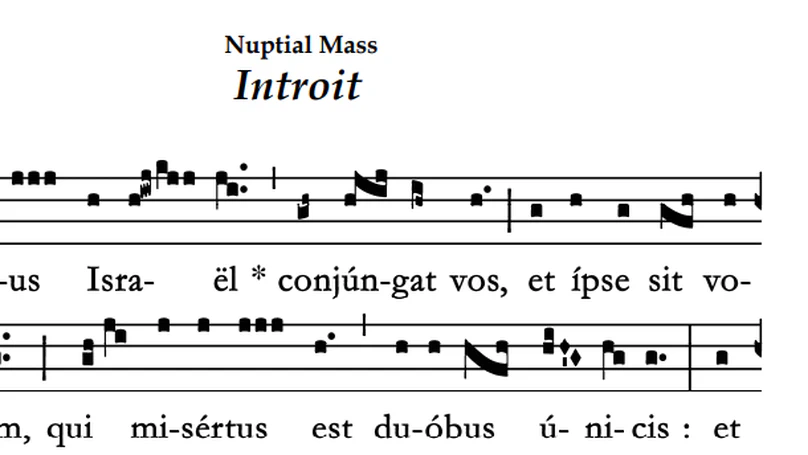 Nuptial Mass
Introit
-us Isra- ël * conjún-gat vos, et ípse sit vo-
m, qui mi-sértus est du-óbus ú- ni- cis : et